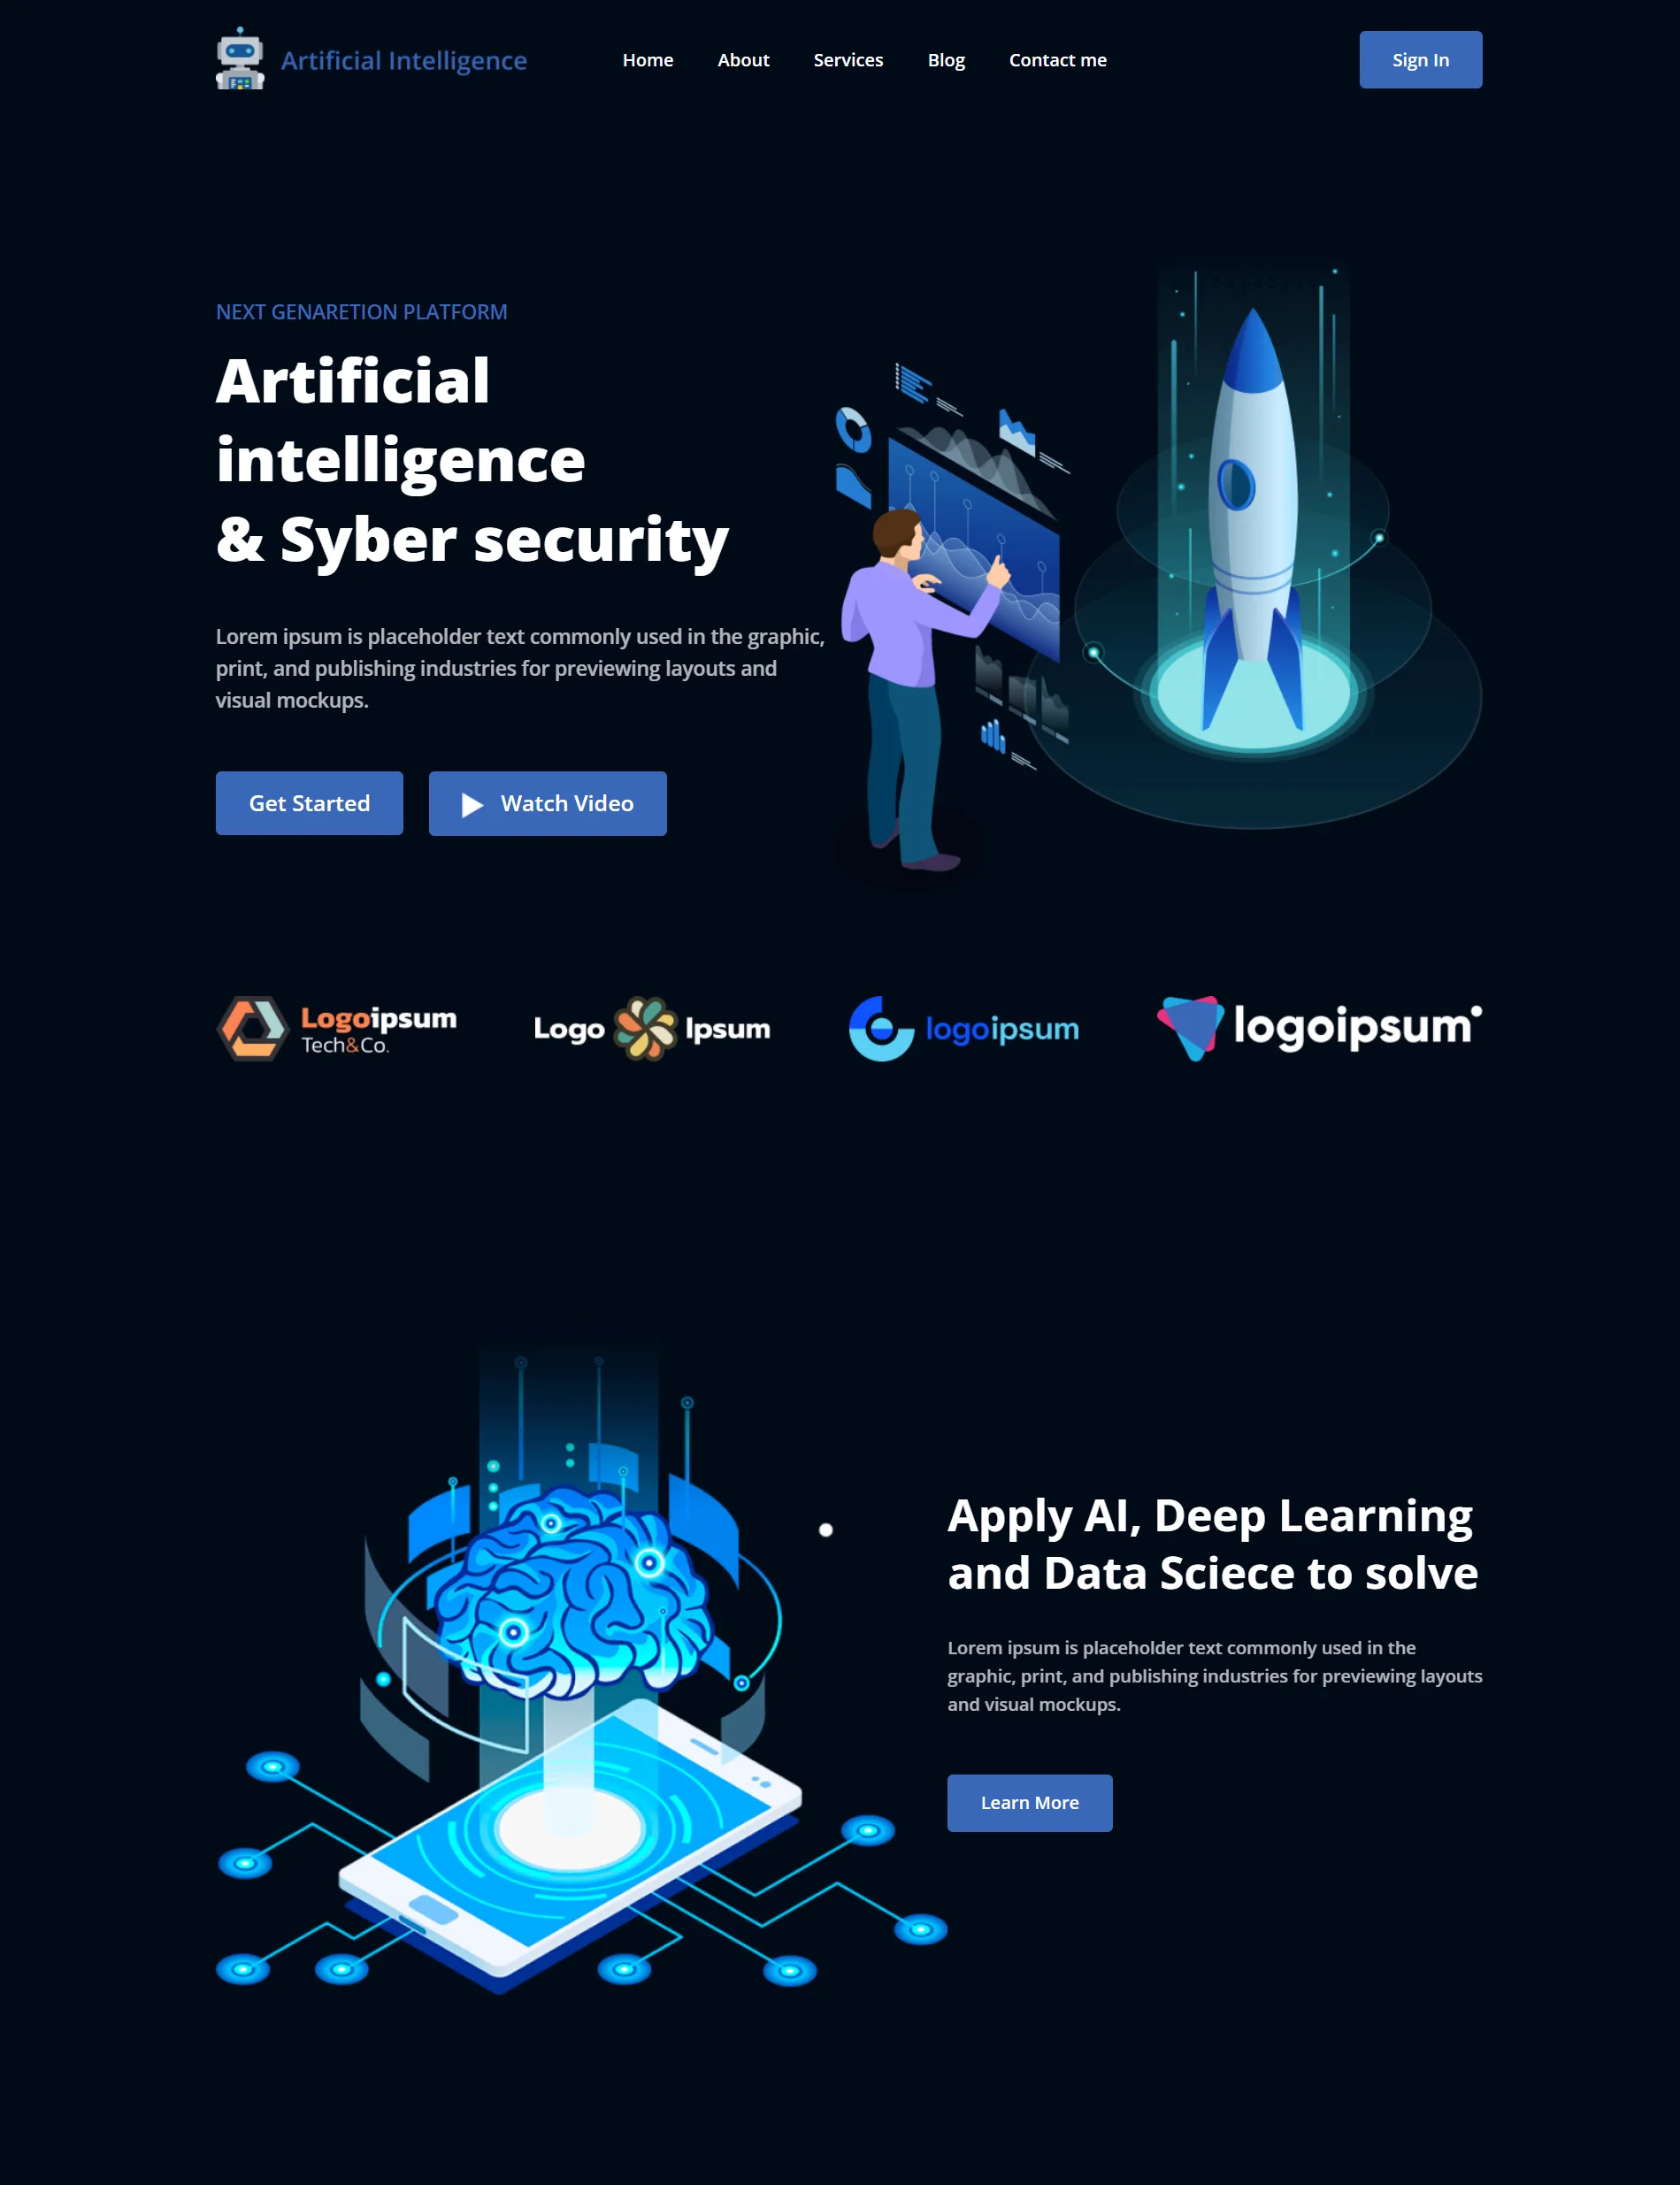 Artificial Intelligence
Home About Services Blog Contact me
Sign In
NEXT GENARETION PLATFORM
Artificial
intelligence
& Syber security
Lorem ipsum is placeholder text commonly used in the graphic,
print, and publishing industries for previewing layouts and
visual mockups.
Get Started
Watch Video
Logoipsum
Tech&Co.
Logo Ipsum
logoipsum
logoipsum
Apply AI, Deep Learning
and Data Sciece to solve
Lorem ipsum is placeholder text commonly used in the
graphic, print, and publishing industries for previewing layouts
and visual mockups.
Learn More